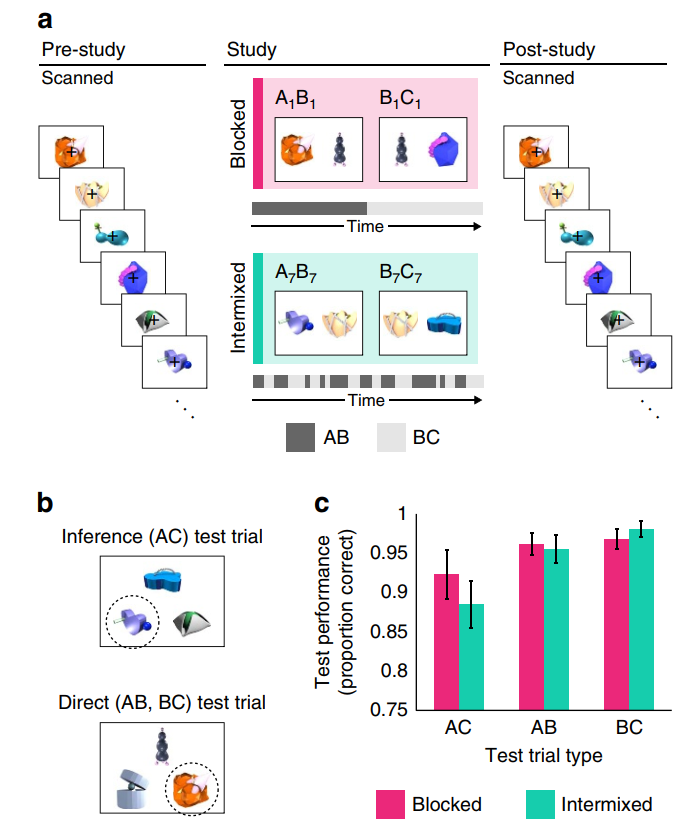 a
Pre-study
Study
Post-study
Scanned
Scanned
Blocked
A1B1
B1C1
Time
Intermixed
A7B7
B7C7
Time
AB
BC
b
Inference (AC) test trial
Direct (AB, BC) test trial
c
Test performance
(proportion correct)
1
0.95
0.9
0.85
0.8
0.75
AC
AB
BC
Test trial type
Blocked
Intermixed